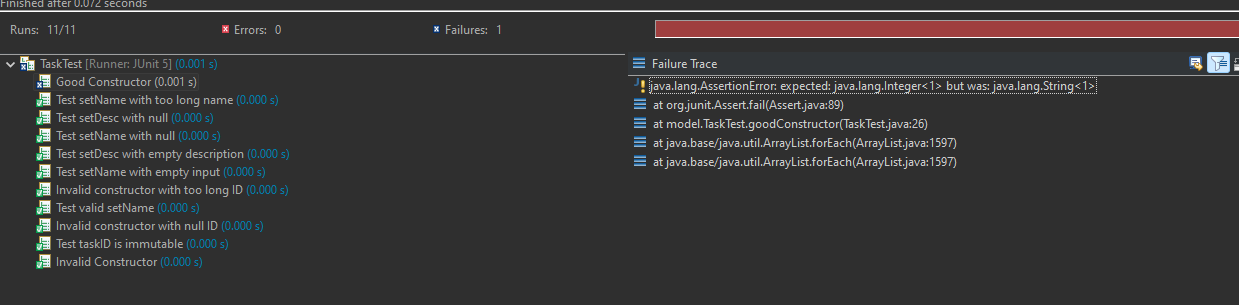 Finished after 0.072 seconds
Runs: 11/11 Errors: 0 Failures: 1
TaskTest [Runner: JUnit 5] (0.001 s)
Good Constructor (0.001 s)
Test setName with too long name (0.000 s)
Test setDesc with null (0.000 s)
Test setName with null (0.000 s)
Test setDesc with empty description (0.000 s)
Test setName with empty input (0.000 s)
Invalid constructor with too long ID (0.000 s)
Test valid setName (0.000 s)
Invalid constructor with null ID (0.000 s)
Test taskID is immutable (0.000 s)
Invalid Constructor (0.000 s)
Failure Trace
java.lang.AssertionError: expected: java.lang.Integer<1> but was: java.lang.String<1>
at org.junit.Assert.fail(Assert.java:89)
at model.TaskTest.goodConstructor(TaskTest.java:26)
at java.base/java.util.ArrayList.forEach(ArrayList.java:1597)
at java.base/java.util.ArrayList.forEach(ArrayList.java:1597)